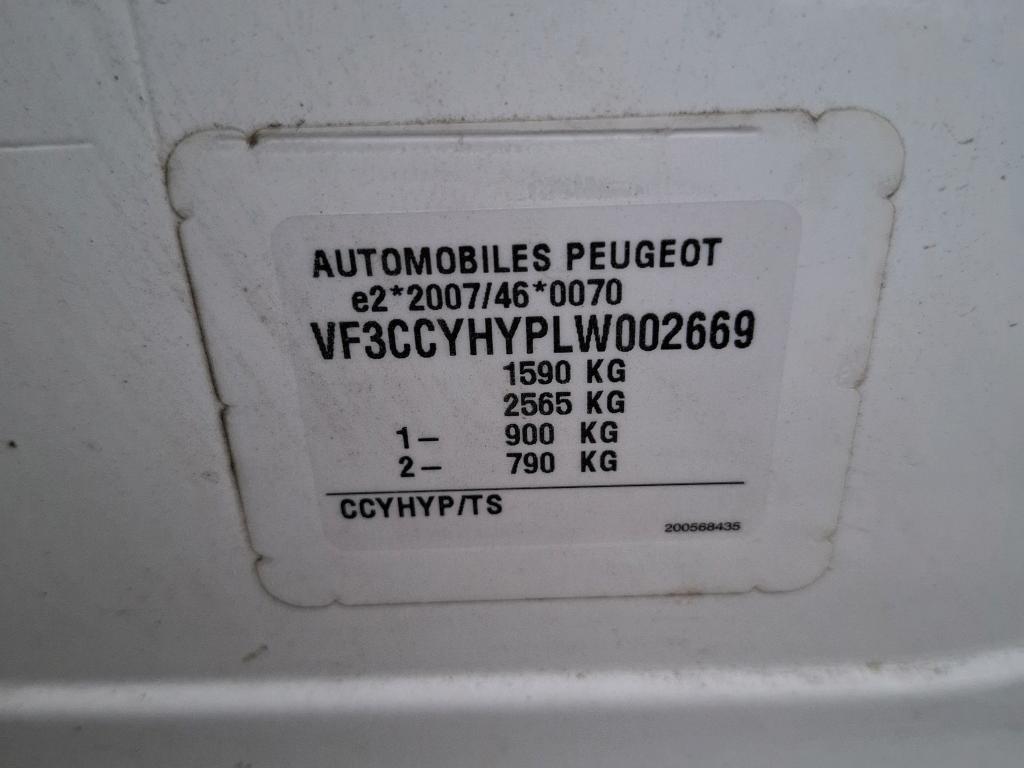 AUTOMOBILES PEUGEOT
e2*2007/46*0070
VF3CCYHYPLW002669
1590 KG
2565 KG
1– 900 KG
2– 790 KG
CCYHYP/TS
200568435